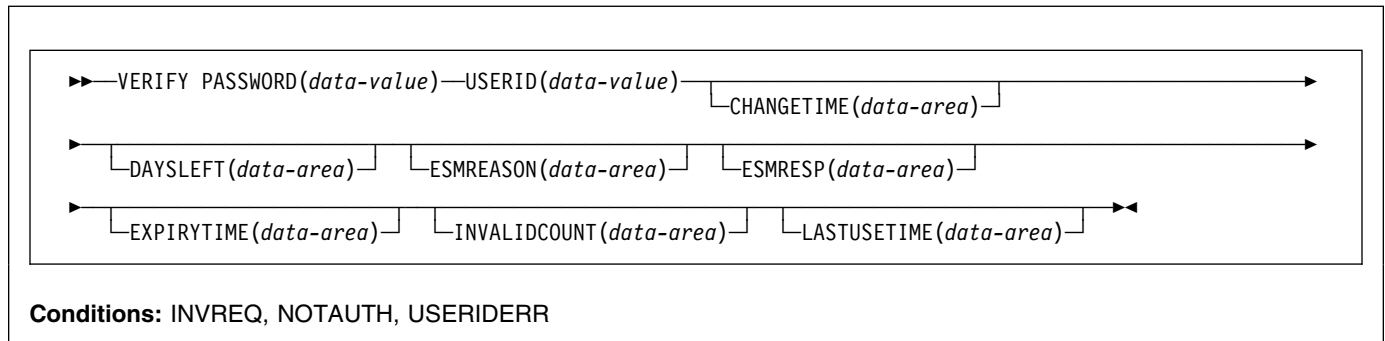 VERIFY PASSWORD(data-value) USERID(data-value)
CHANGETIME(data-area)
DAYSLEFT(data-area) ESMREASON(data-area) ESMRESP(data-area)
EXPIRYTIME(data-area) INVALIDCOUNT(data-area) LASTUSETIME(data-area)
Conditions: INVREQ, NOTAUTH, USERIDERR